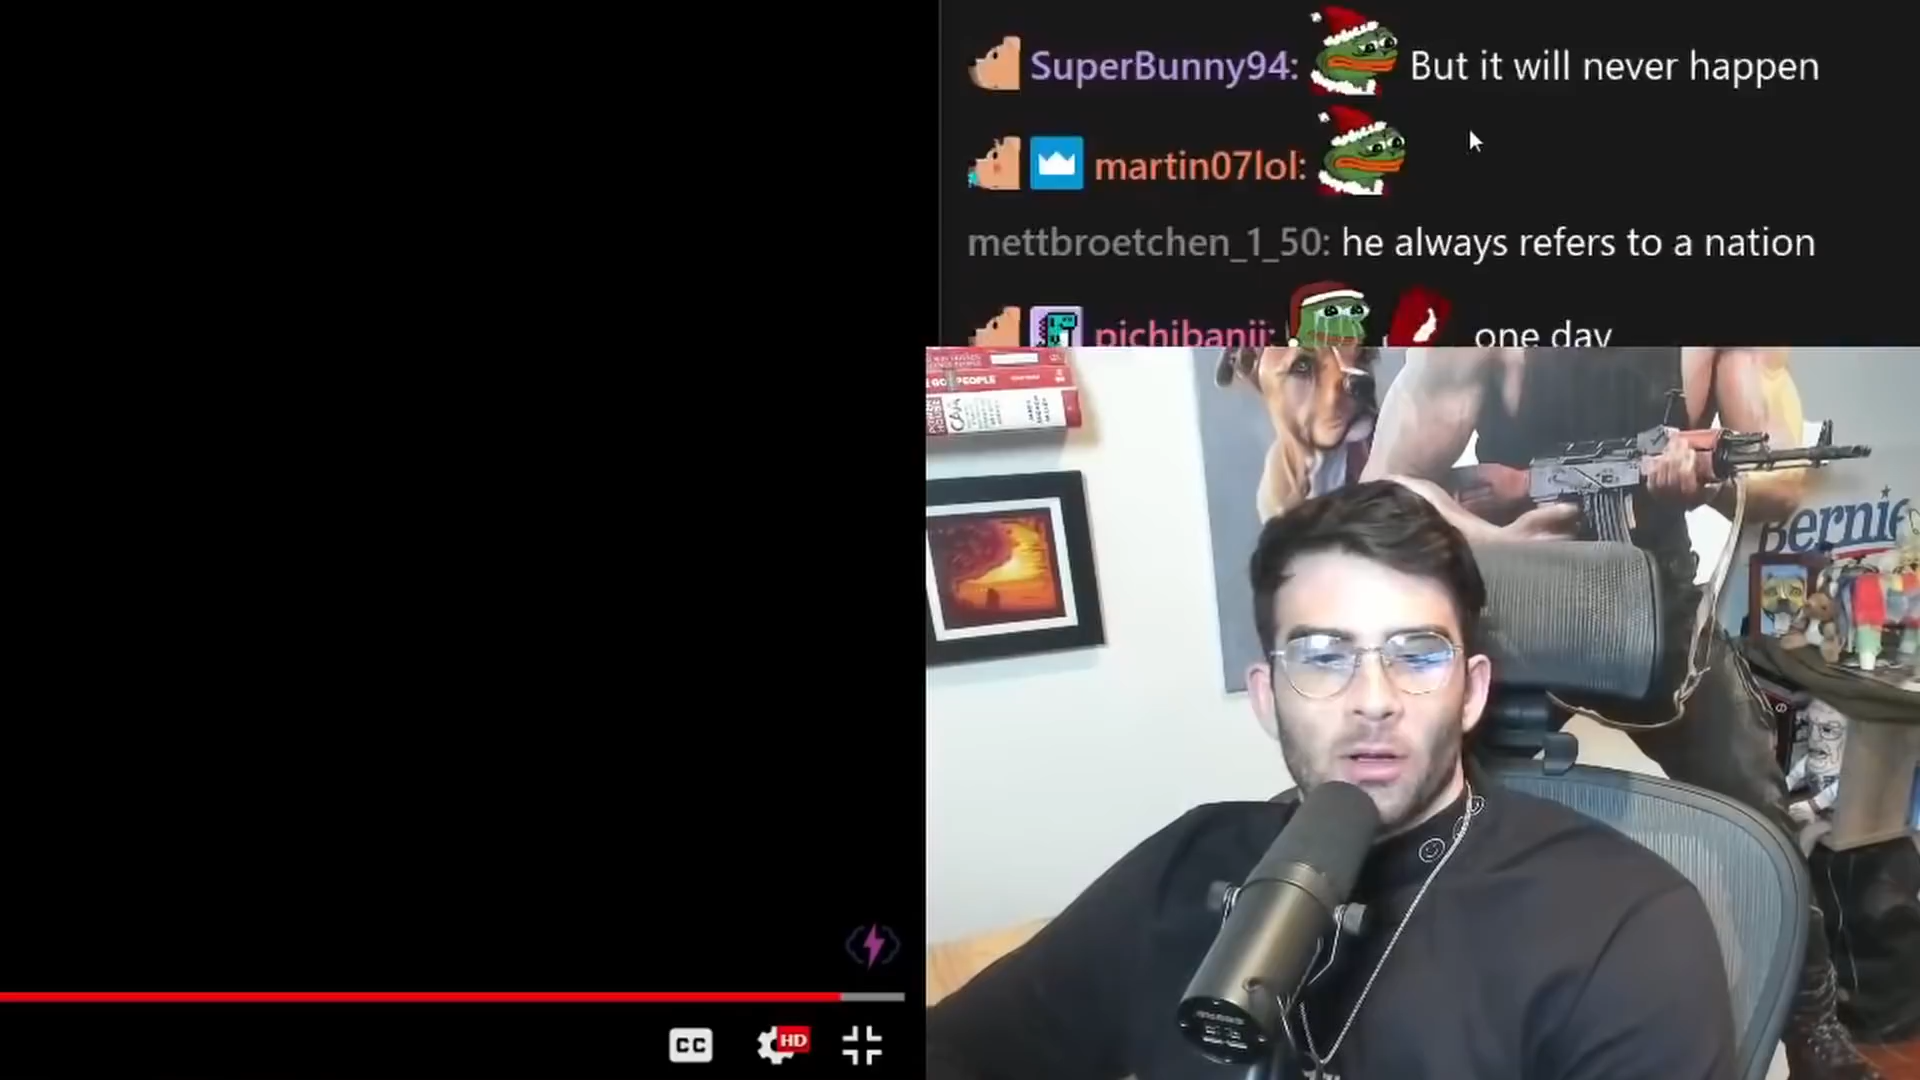 SuperBunny94: But it will never happen
martin07lol:
mettbroetchen_1_50: he always refers to a nation
pichibanii: one day
PEOPLE
Bernie
CC
HD